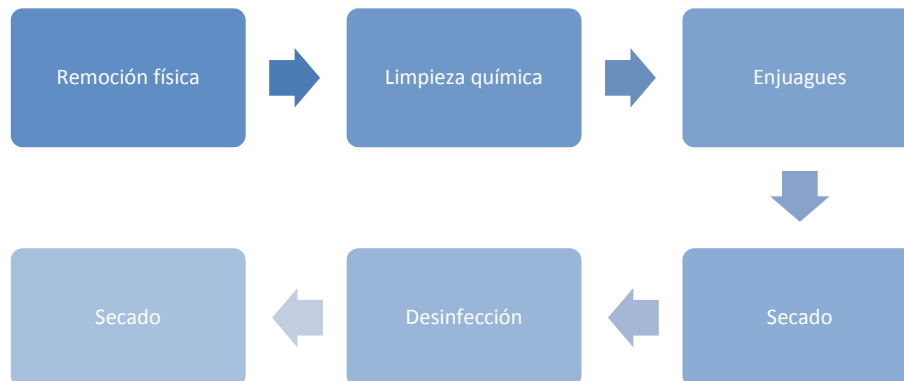 Remoción física
Limpieza química
Enjuagues
Secado
Desinfección
Secado